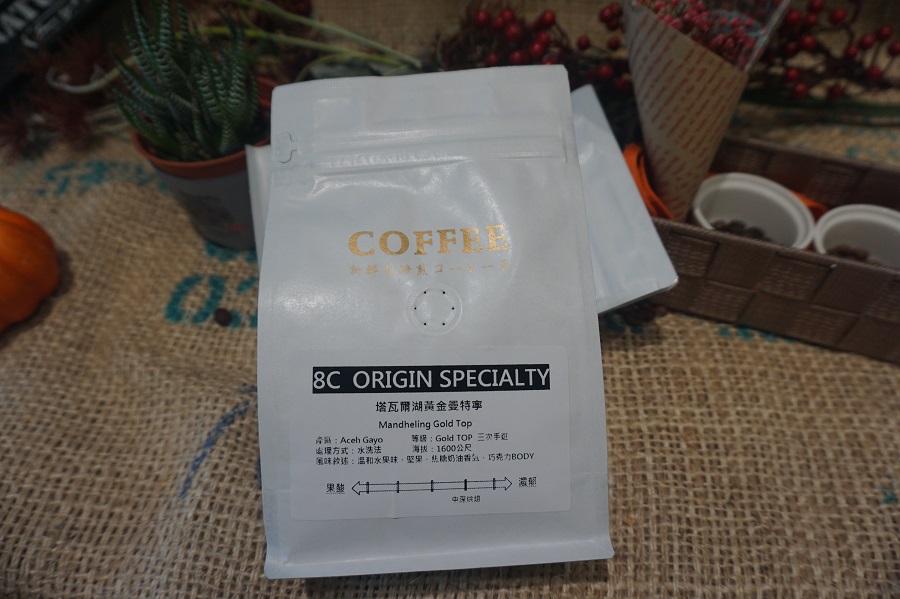 COFFEE
8C ORIGIN SPECIALTY
塔瓦爾湖黃金曼特寧
Mandheling Gold Top
產區：Aceh Gayo 等級：Gold TOP 三次手選
處理方式：水洗法 海拔：1600公尺
風味敘述：溫和水果味、堅果、焦糖奶油香氣、巧克力BODY
果酸 濃郁
中深烘焙